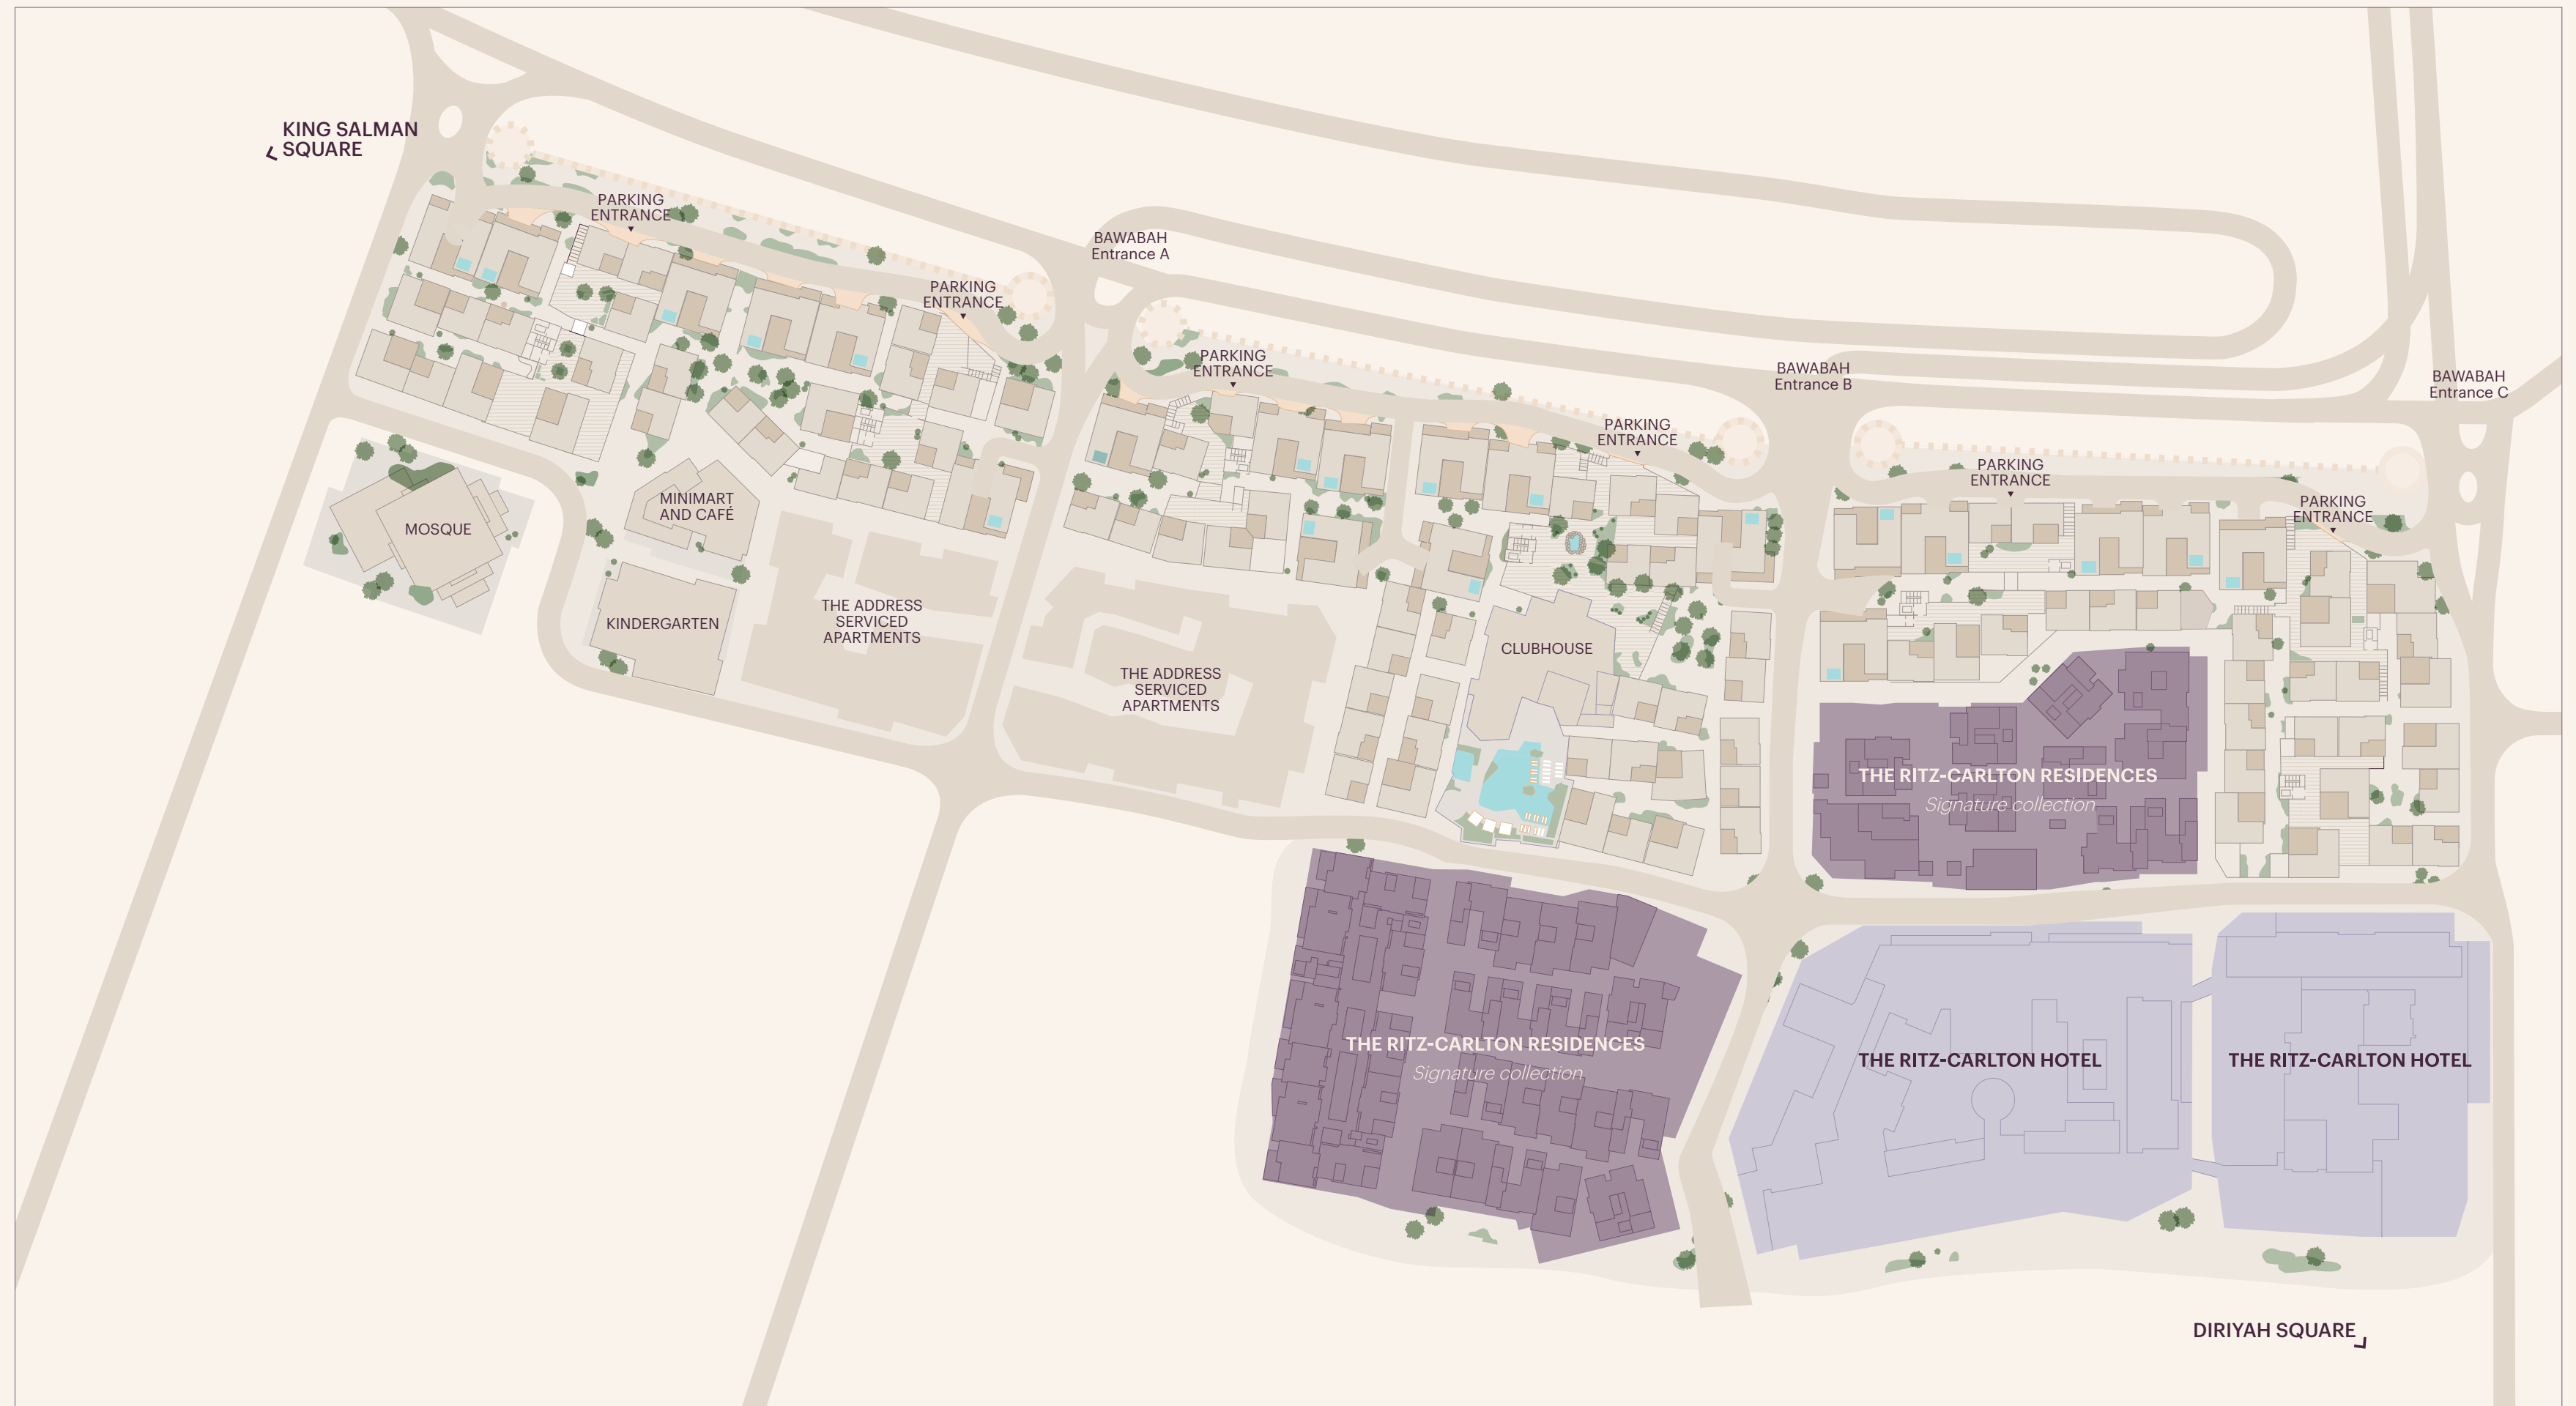 KING SALMAN
SQUARE
PARKING
ENTRANCE
BAWABAH
Entrance A
PARKING
ENTRANCE
PARKING
ENTRANCE
BAWABAH
Entrance B
BAWABAH
Entrance C
PARKING
ENTRANCE
PARKING
ENTRANCE
PARKING
ENTRANCE
MOSQUE
MINIMART
AND CAFÉ
KINDERGARTEN
THE ADDRESS
SERVICED
APARTMENTS
THE ADDRESS
SERVICED
APARTMENTS
CLUBHOUSE
THE RITZ-CARLTON RESIDENCES
Signature collection
THE RITZ-CARLTON RESIDENCES
Signature collection
THE RITZ-CARLTON HOTEL
THE RITZ-CARLTON HOTEL
DIRIYAH SQUARE